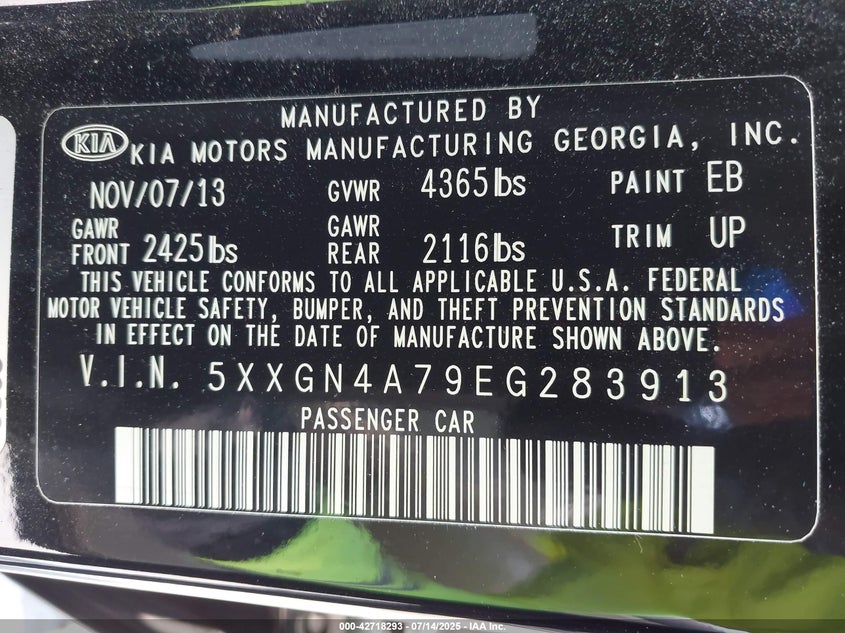 MANUFACTURED BY
KIA KIA MOTORS MANUFACTURING GEORGIA, INC.
NOV/07/13 GVWR 4365lbs PAINT EB
GAWR FRONT 2425lbs GAWR REAR 2116lbs TRIM UP
THIS VEHICLE CONFORMS TO ALL APPLICABLE U.S.A. FEDERAL
MOTOR VEHICLE SAFETY, BUMPER, AND THEFT PREVENTION STANDARDS
IN EFFECT ON THE DATE OF MANUFACTURE SHOWN ABOVE.
V.I.N. 5XXGN4A79EG283913
PASSENGER CAR
000-42718293 - 07/14/2025 - IAA Inc.